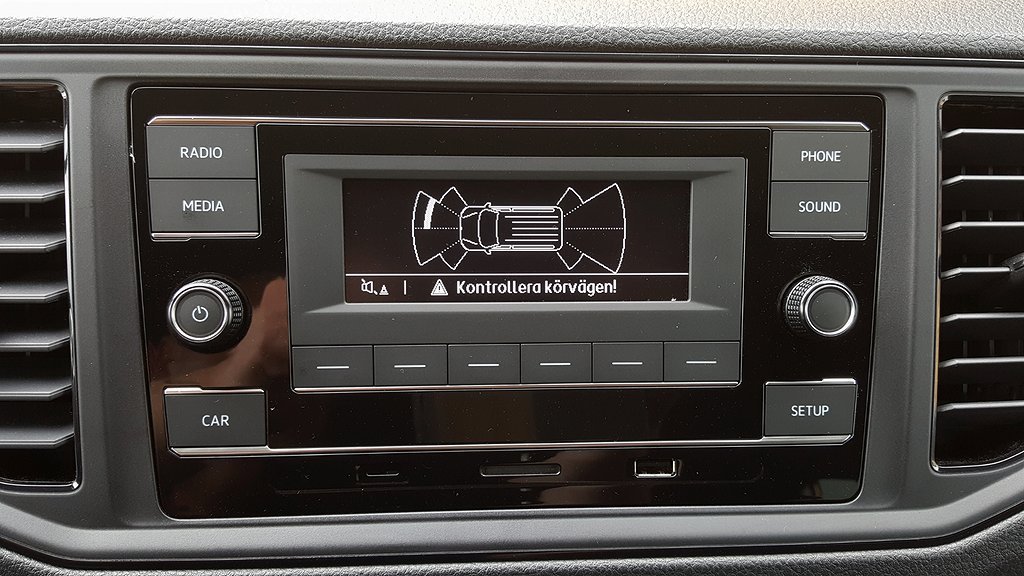 RADIO
MEDIA
PHONE
SOUND
Kontrollera körvägen!
CAR
SETUP